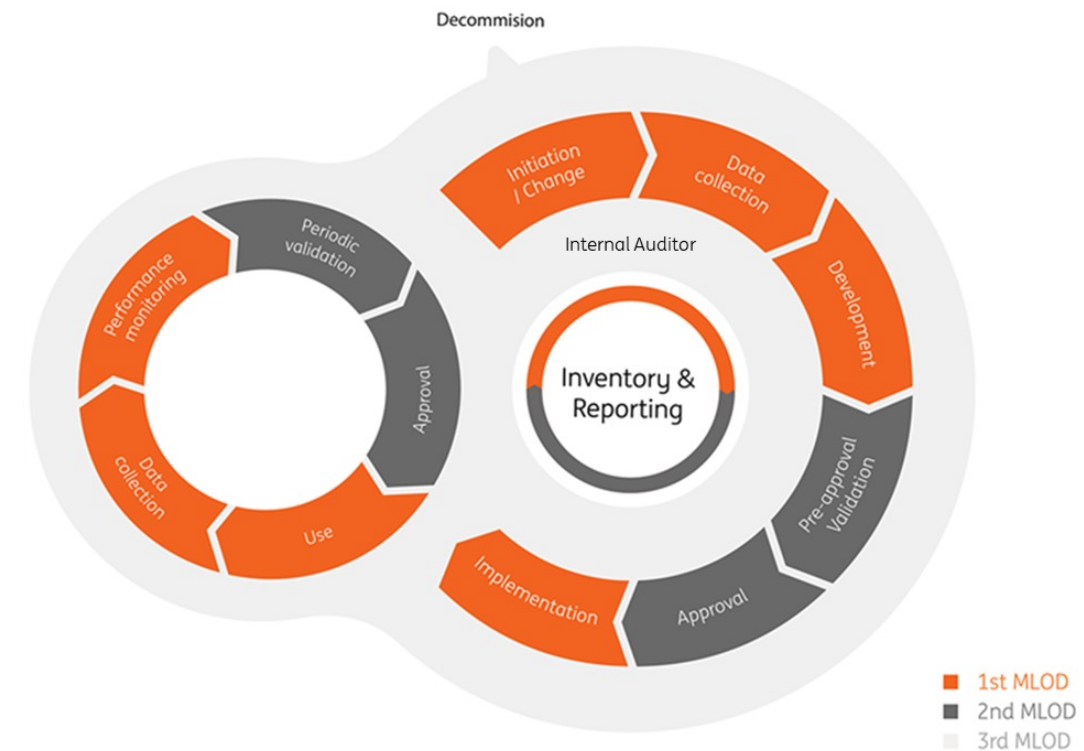 Decommision
Initiation
/ Change
Data
collection
Development
Pre-approval
Validation
Approval
Implementation
Internal Auditor
Inventory &
Reporting
Periodic
validation
Approval
Use
Data
collection
Performance
monitoring
1st MLOD
2nd MLOD
3rd MLOD